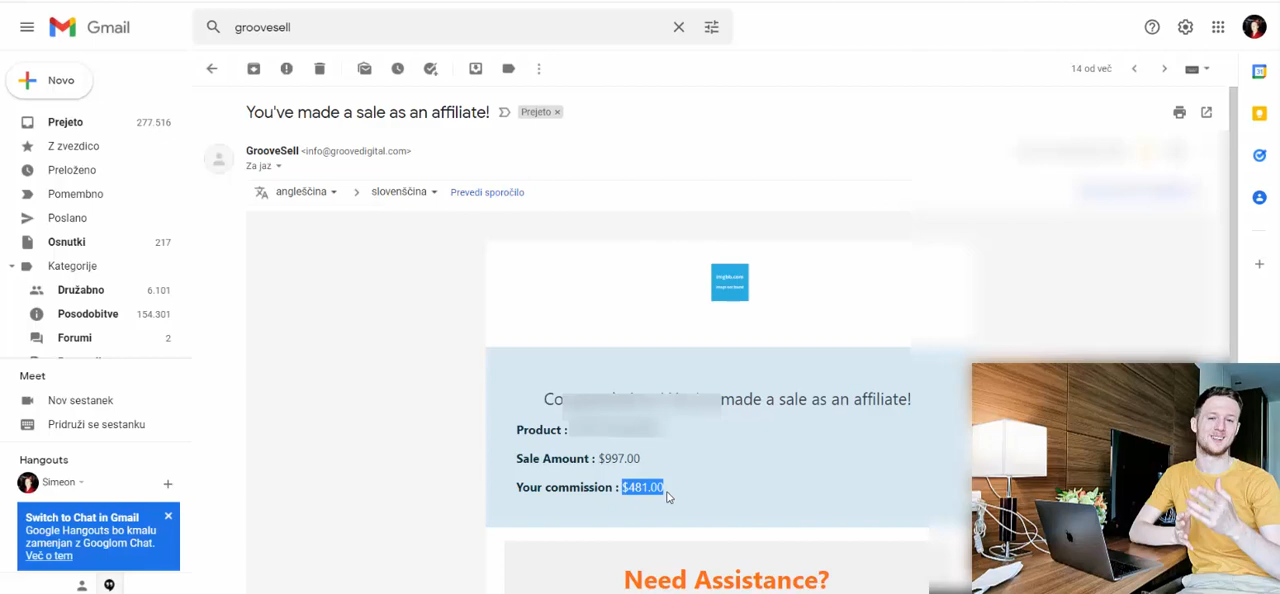 Gmail
groovesell
Novo
14 od več
Prejeto 277.516
Z zvezdico
Preloženo
Pomembno
Poslano
Osnutki 217
Kategorije
Družabno 6.101
Posodobitve 154.301
Forumi 2
Meet
Nov sestanek
Pridruži se sestanku
Hangouts
Simeon
Switch to Chat in Gmail
Google Hangouts bo kmalu
zamenjan z Googlom Chat.
Več o tem
You've made a sale as an affiliate! Prejeto ×
GrooveSell <info@groovedigital.com>
Za jaz
angleščina > slovenščina Prevedi sporočilo
made a sale as an affiliate!
Product :
Sale Amount : $997.00
Your commission : $481.00
Need Assistance?